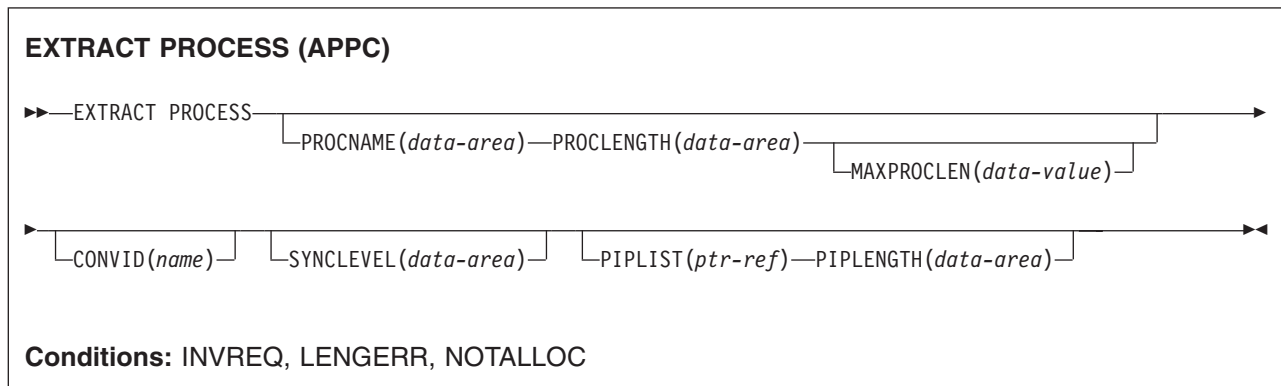 EXTRACT PROCESS (APPC)
EXTRACT PROCESS
PROCNAME(data-area) PROCLENGTH(data-area)
MAXPROCLEN(data-value)
CONVID(name) SYNCLEVEL(data-area) PIPLIST(ptr-ref) PIPLENGTH(data-area)
Conditions: INVREQ, LENGERR, NOTALLOC